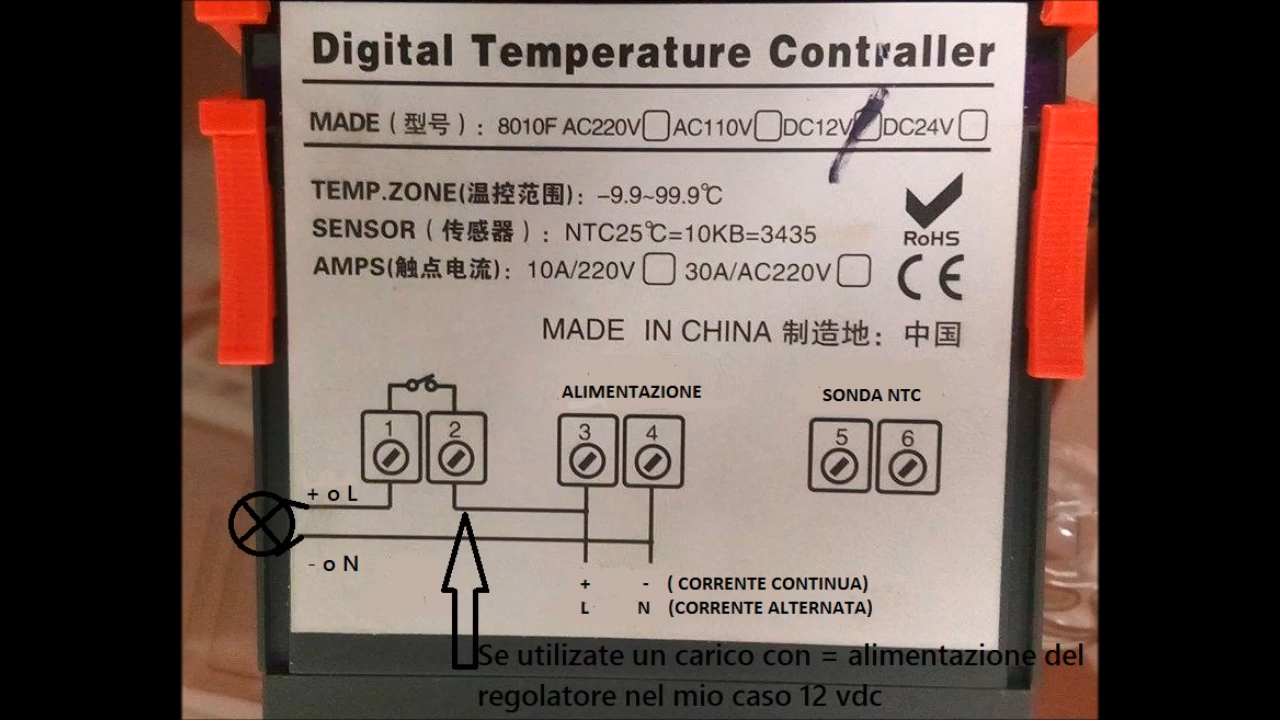 Digital Temperature Contraller
MADE（型号）：8010F AC220V AC110V DC12V DC24V
TEMP.ZONE(温控范围)：–9.9~99.9℃
SENSOR（传感器）：NTC25℃=10KB=3435
RoHS
AMPS(触点电流)：10A/220V 30A/AC220V
CE
MADE IN CHINA 制造地：中国
ALIMENTAZIONE SONDA NTC
1 2 3 4 5 6
+ o L
- o N
+ - ( CORRENTE CONTINUA)
L N (CORRENTE ALTERNATA)
Se utilizate un carico con = alimentazione del
regolatore nel mio caso 12 vdc